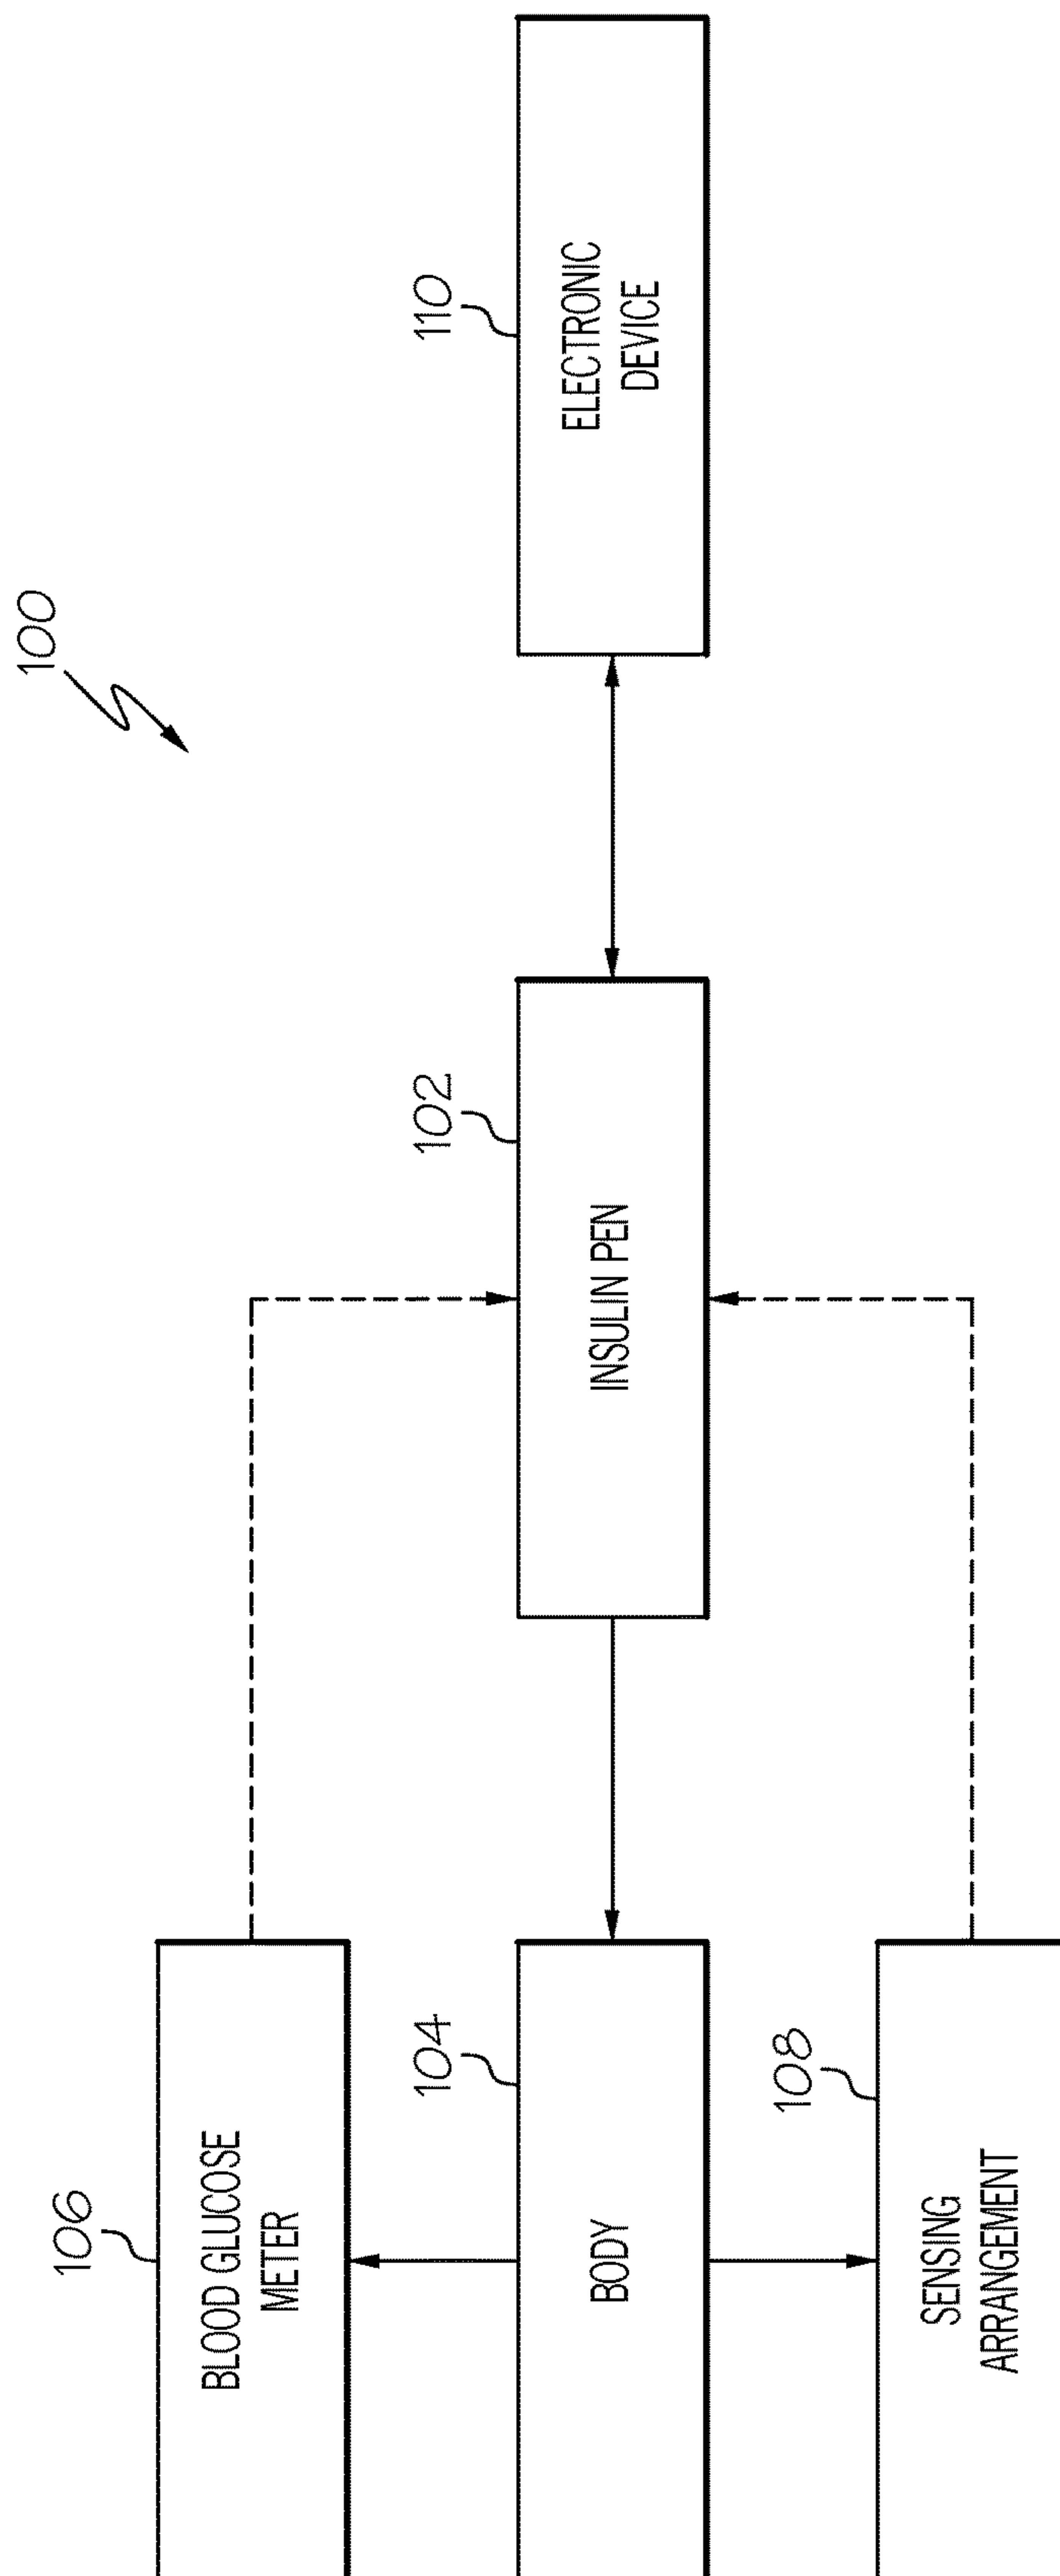 100
106
BLOOD GLUCOSE
METER
104
BODY
108
SENSING
ARRANGEMENT
102
INSULIN PEN
110
ELECTRONIC
DEVICE